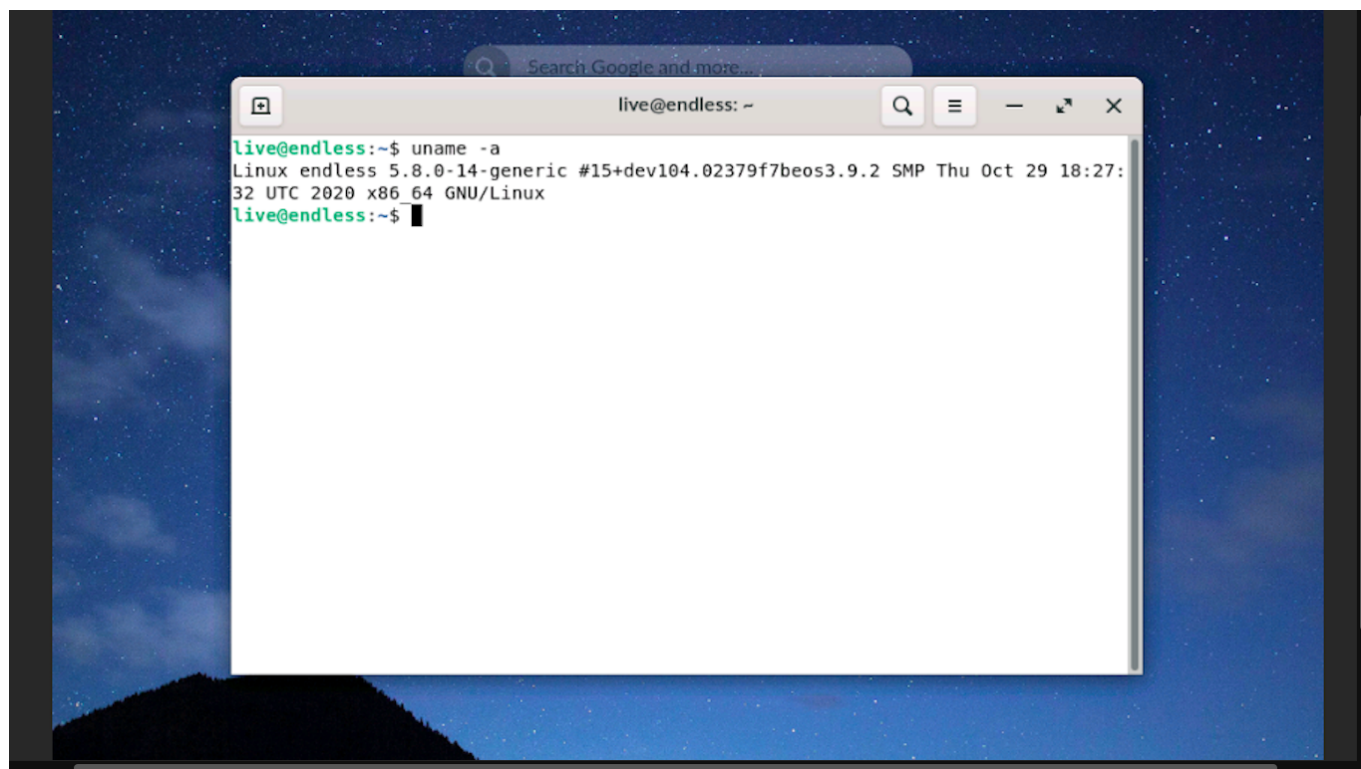 Search Google and more...
live@endless: ~
live@endless:~$ uname -a
Linux endless 5.8.0-14-generic #15+dev104.02379f7beos3.9.2 SMP Thu Oct 29 18:27:
32 UTC 2020 x86_64 GNU/Linux
live@endless:~$